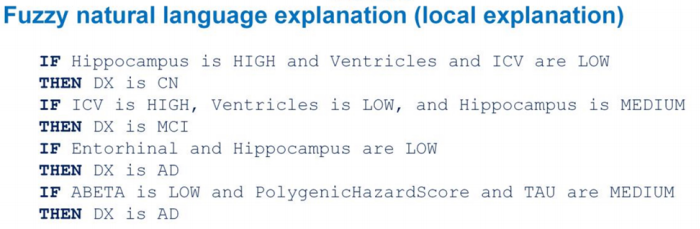 Fuzzy natural language explanation (local explanation)
IF Hippocampus is HIGH and Ventricles and ICV are LOW
THEN DX is CN
IF ICV is HIGH, Ventricles is LOW, and Hippocampus is MEDIUM
THEN DX is MCI
IF Entorhinal and Hippocampus are LOW
THEN DX is AD
IF ABETA is LOW and PolygenicHazardScore and TAU are MEDIUM
THEN DX is AD